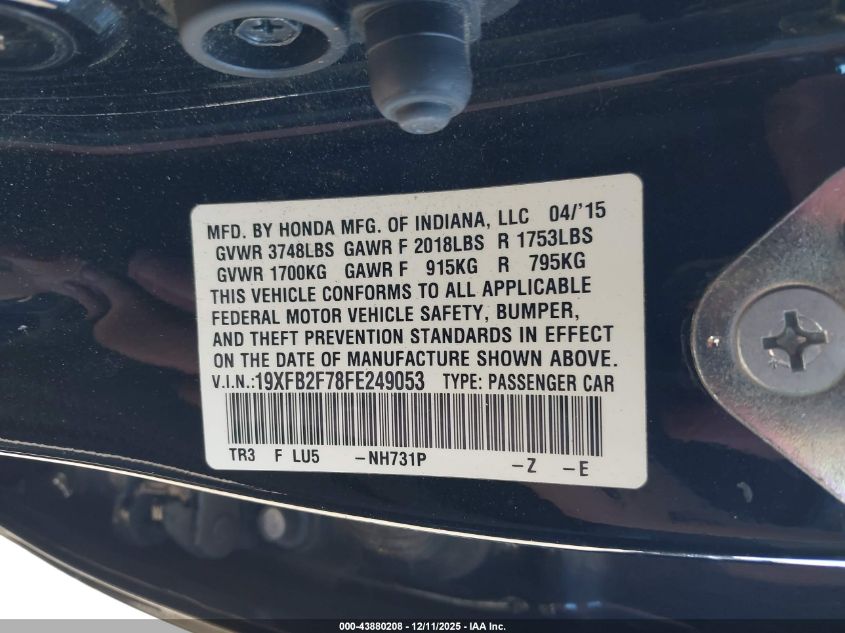 MFD. BY HONDA MFG. OF INDIANA, LLC 04/'15
GVWR 3748LBS GAWR F 2018LBS R 1753LBS
GVWR 1700KG GAWR F 915KG R 795KG
THIS VEHICLE CONFORMS TO ALL APPLICABLE
FEDERAL MOTOR VEHICLE SAFETY, BUMPER,
AND THEFT PREVENTION STANDARDS IN EFFECT
ON THE DATE OF MANUFACTURE SHOWN ABOVE.
V.I.N.:19XFB2F78FE249053 TYPE: PASSENGER CAR
TR3 F LU5 -NH731P -Z -E
000-43880208 - 12/11/2025 - IAA Inc.